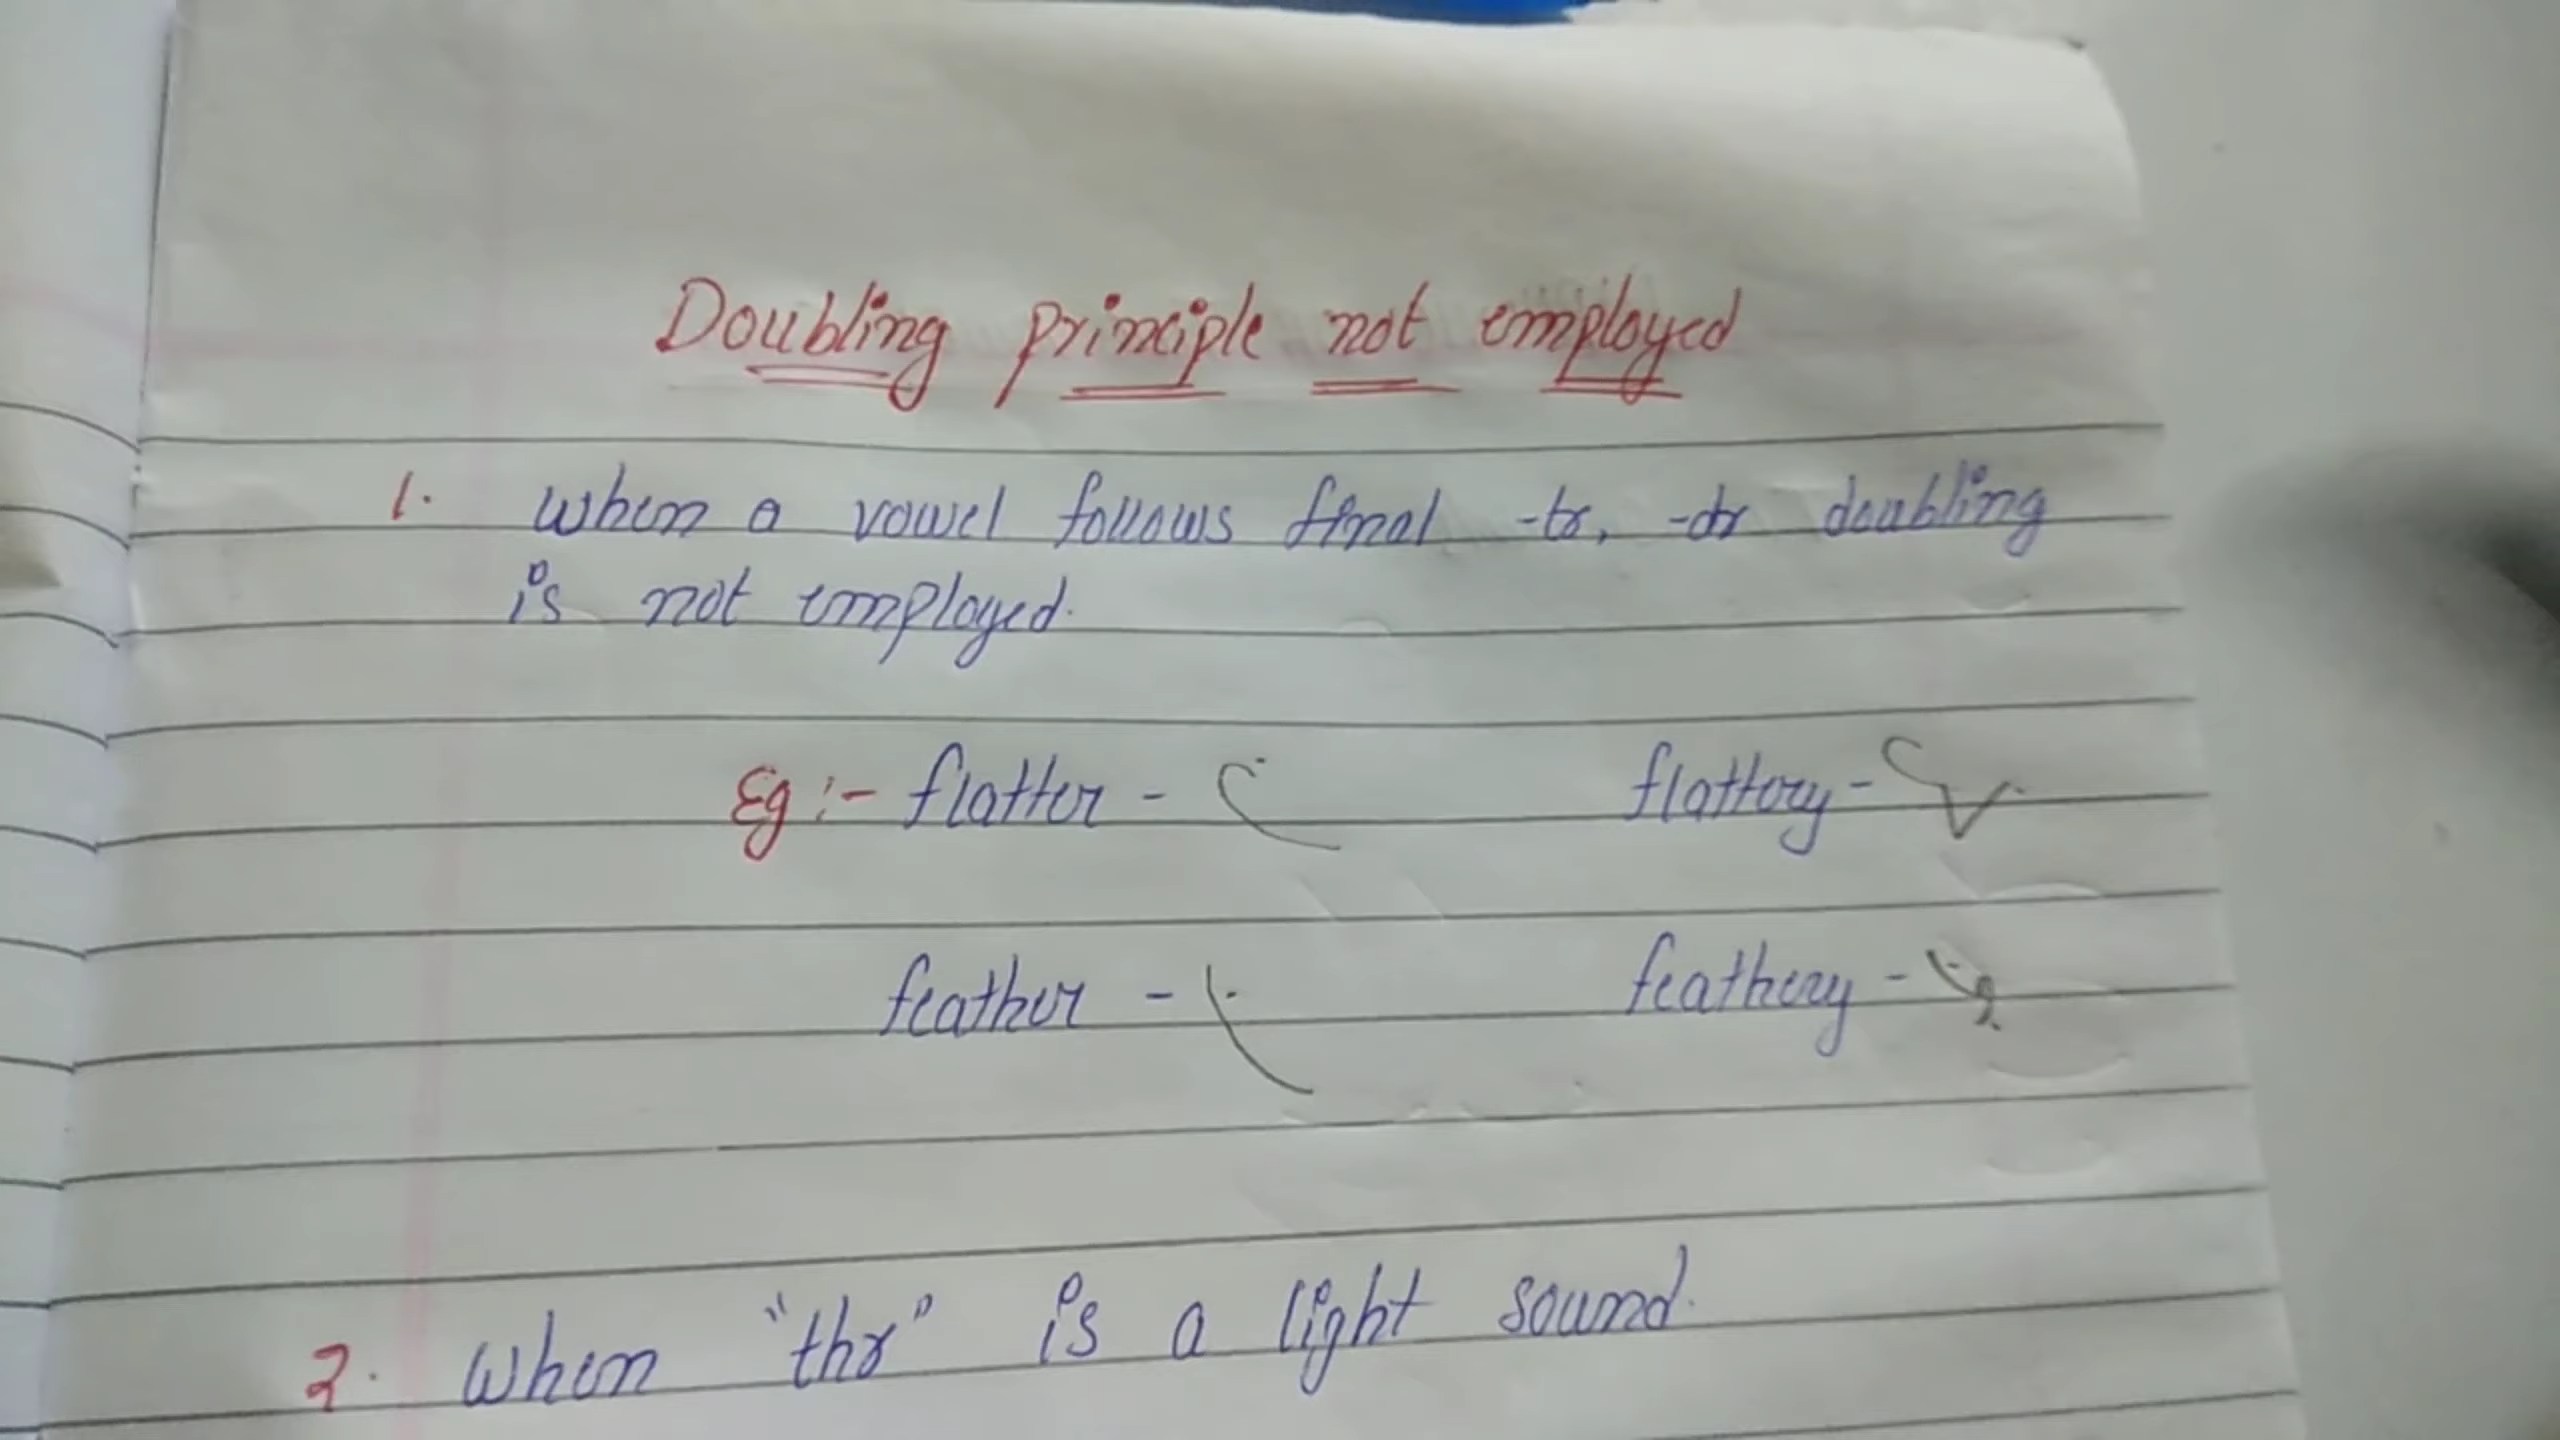 Doubling principle not employed
1. When a vowel follows final -tr, -dr doubling
is not employed.
Eg :- flatter - flattery -
feather - feathery -
2. When "thr" is a light sound.